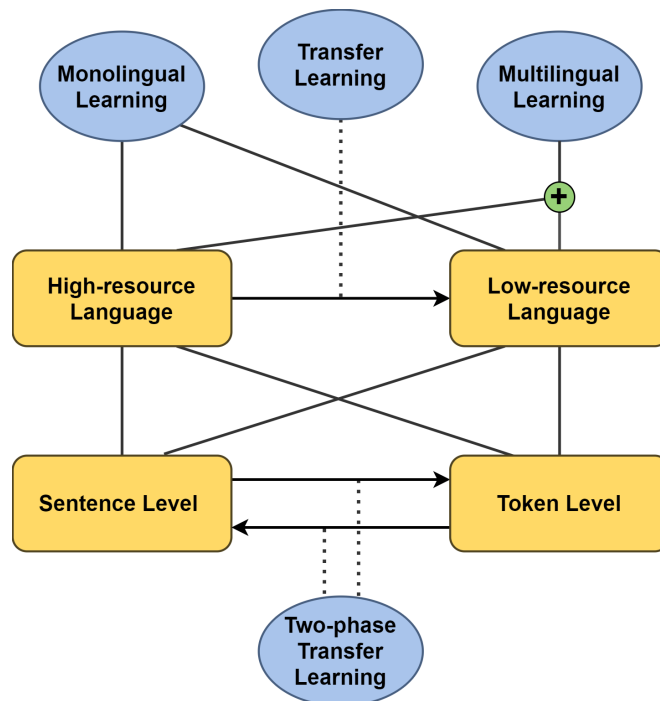 Monolingual
Learning
Transfer
Learning
Multilingual
Learning
+
High-resource
Language
Low-resource
Language
Sentence Level
Token Level
Two-phase
Transfer
Learning